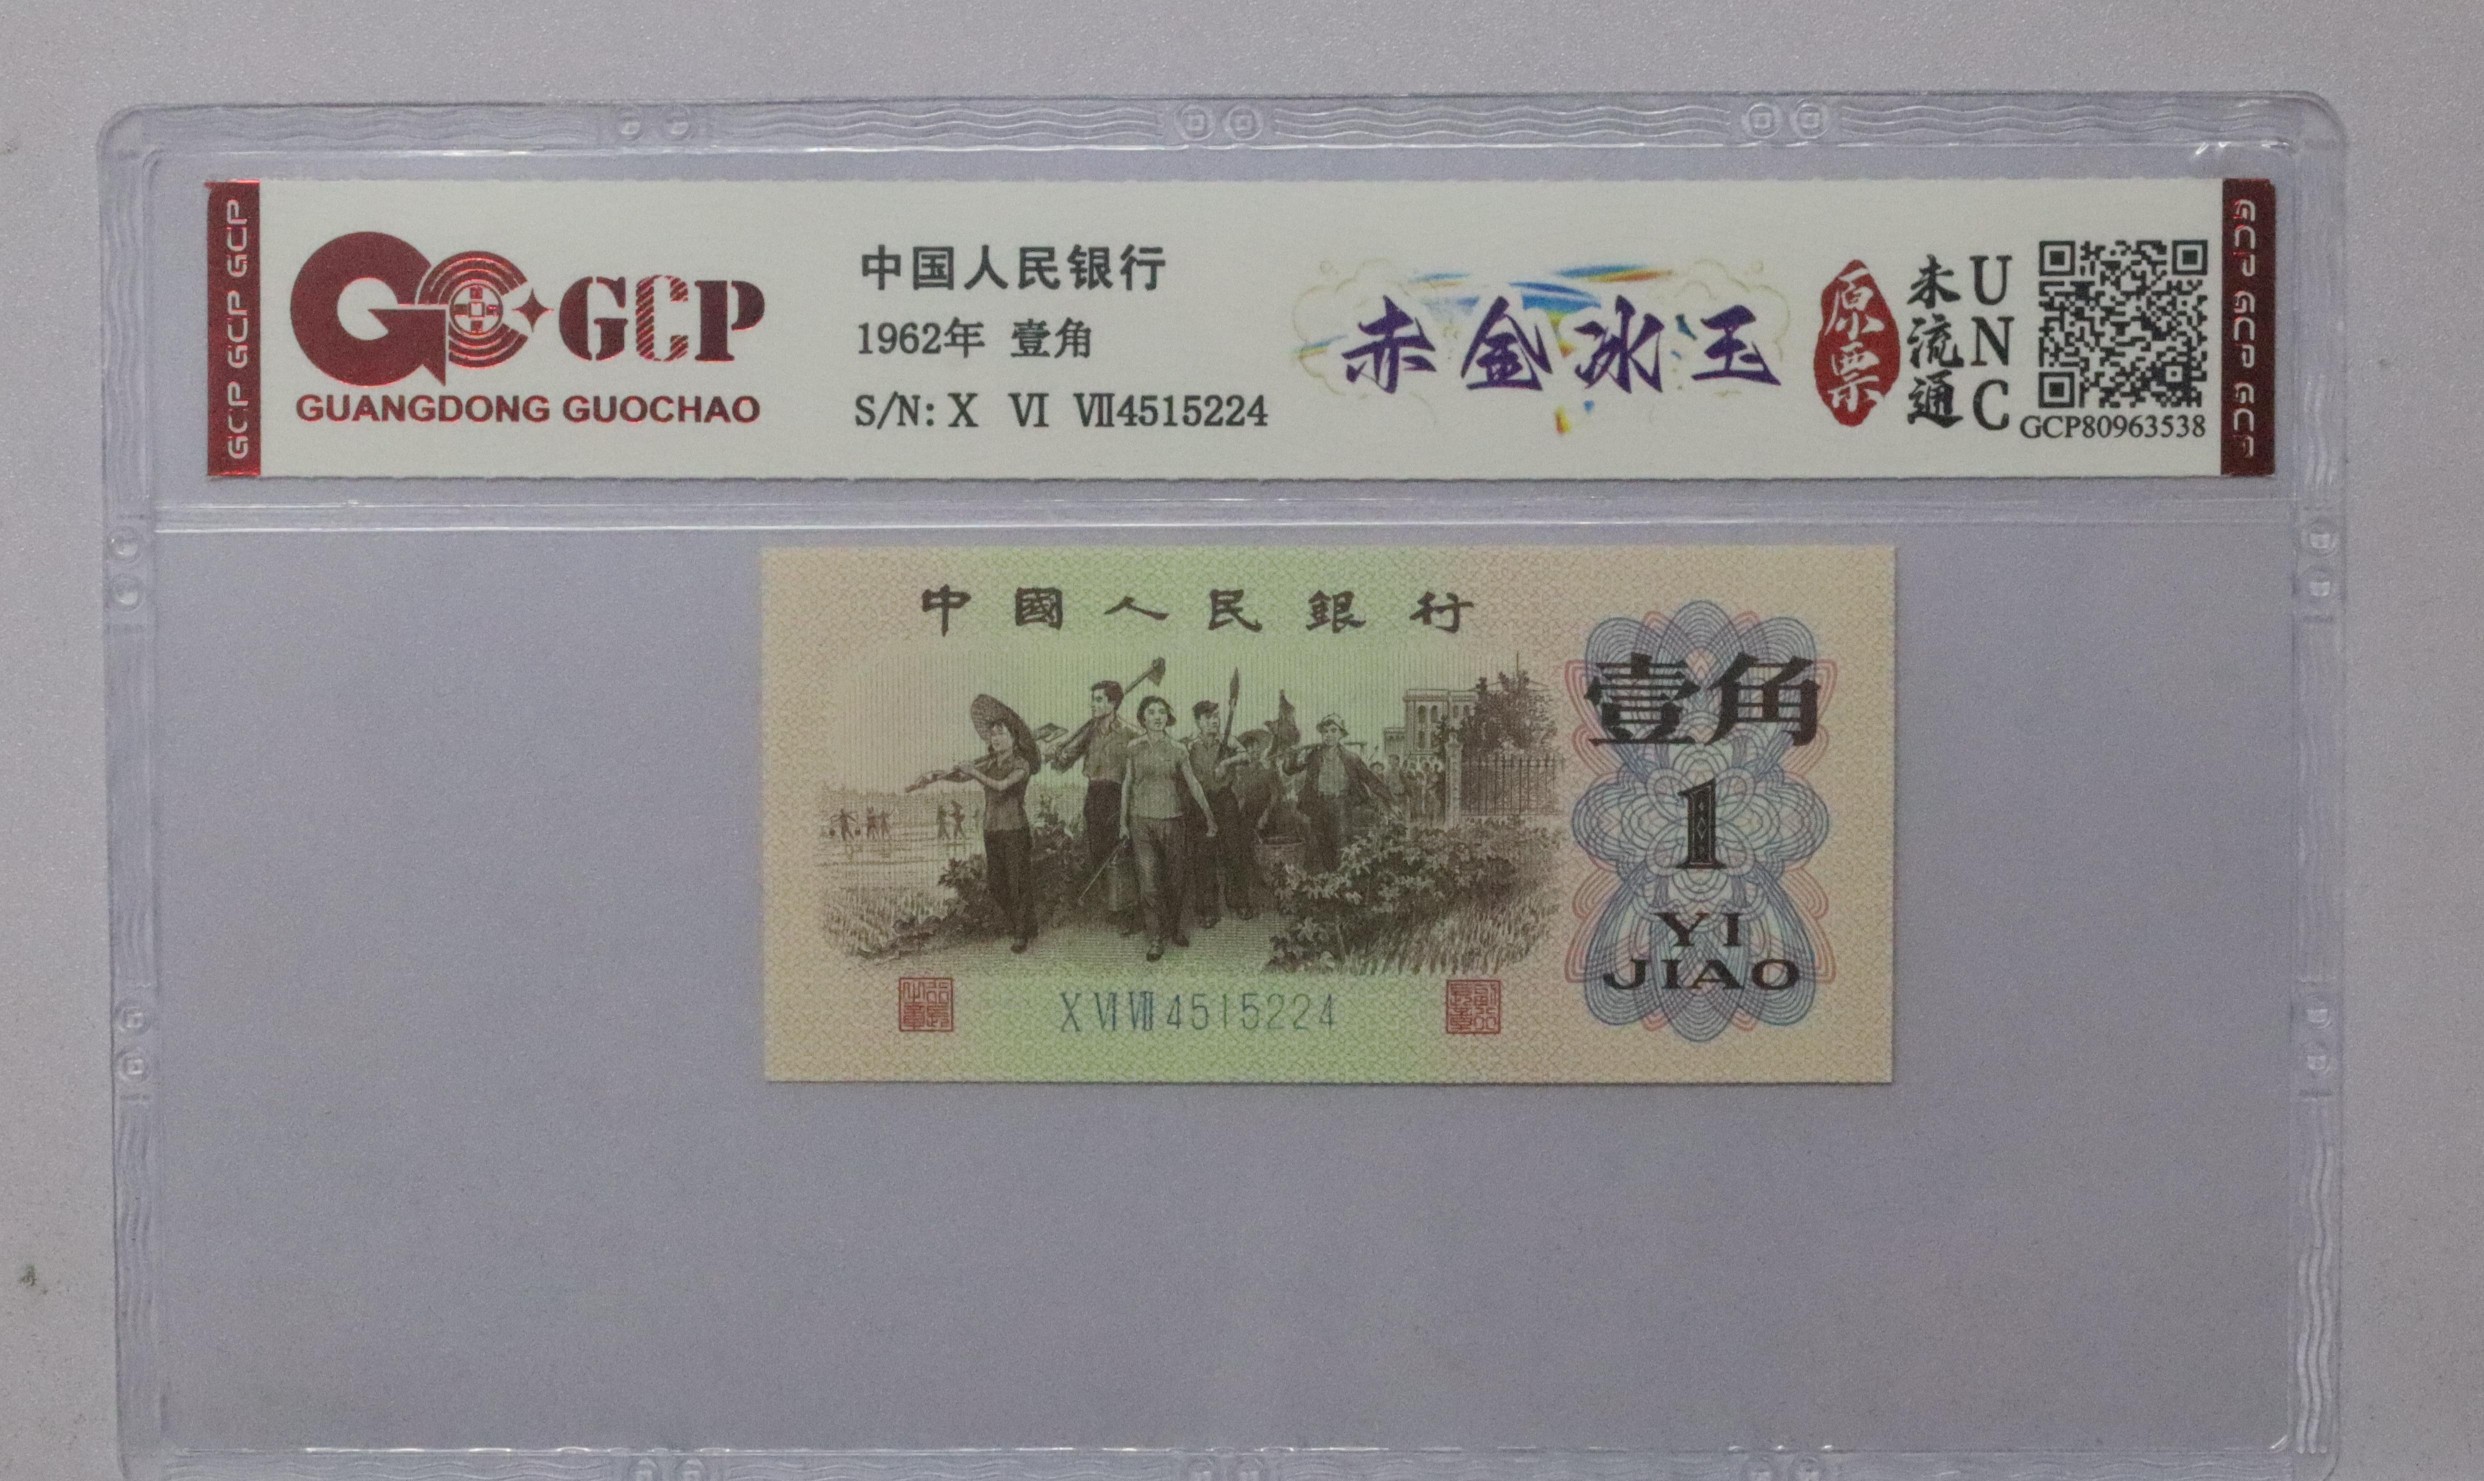 GCP GCP GCP
GCP
GUANGDONG GUOCHAO
中国人民银行
1962年 壹角
S/N: X VI VII4515224
赤金冰玉
原票
未流通
UNC
GCP80963538
GCP GCP GCP
中國人民銀行
壹角
1
YI
JIAO
X VI VII 4515224